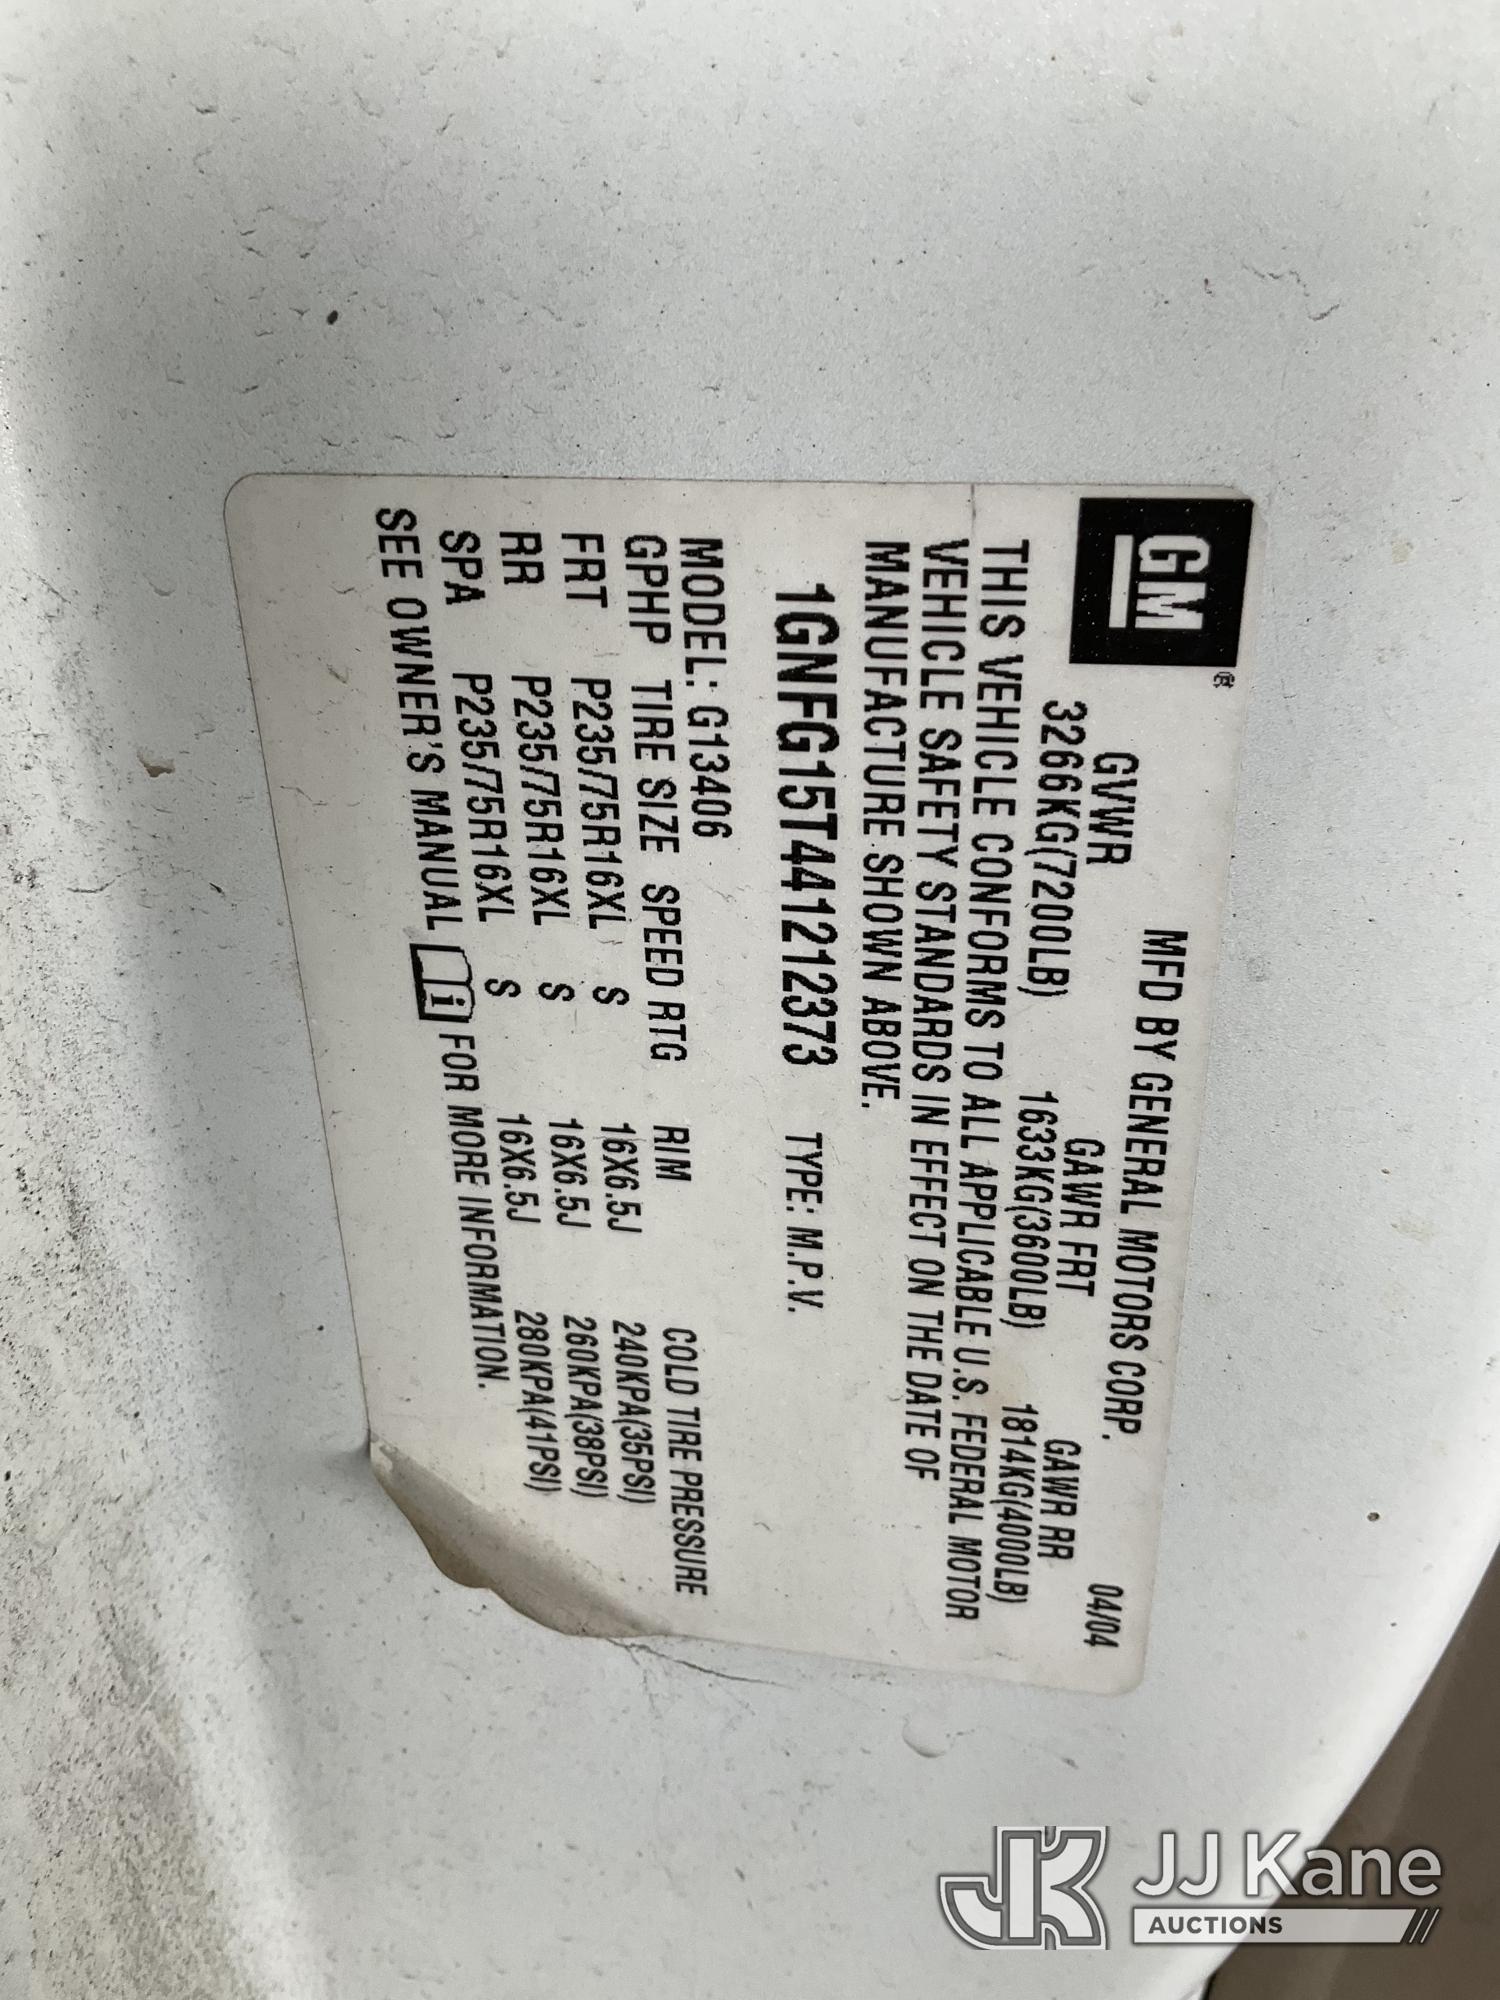 GM®
MFD BY GENERAL MOTORS CORP. 04/04
GVWR GAWR FRT GAWR RR
3266KG(7200LB) 1633KG(3600LB) 1814KG(4000LB)
THIS VEHICLE CONFORMS TO ALL APPLICABLE U.S. FEDERAL MOTOR
VEHICLE SAFETY STANDARDS IN EFFECT ON THE DATE OF
MANUFACTURE SHOWN ABOVE.
1GNFG15T441212373 TYPE: M.P.V.
MODEL: G13406
GPHP TIRE SIZE SPEED RTG RIM COLD TIRE PRESSURE
FRT P235/75R16XL S 16X6.5J 240KPA(35PSI)
RR P235/75R16XL S 16X6.5J 260KPA(38PSI)
SPA P235/75R16XL S 16X6.5J 280KPA(41PSI)
SEE OWNER'S MANUAL i FOR MORE INFORMATION.
JK JJ Kane
AUCTIONS